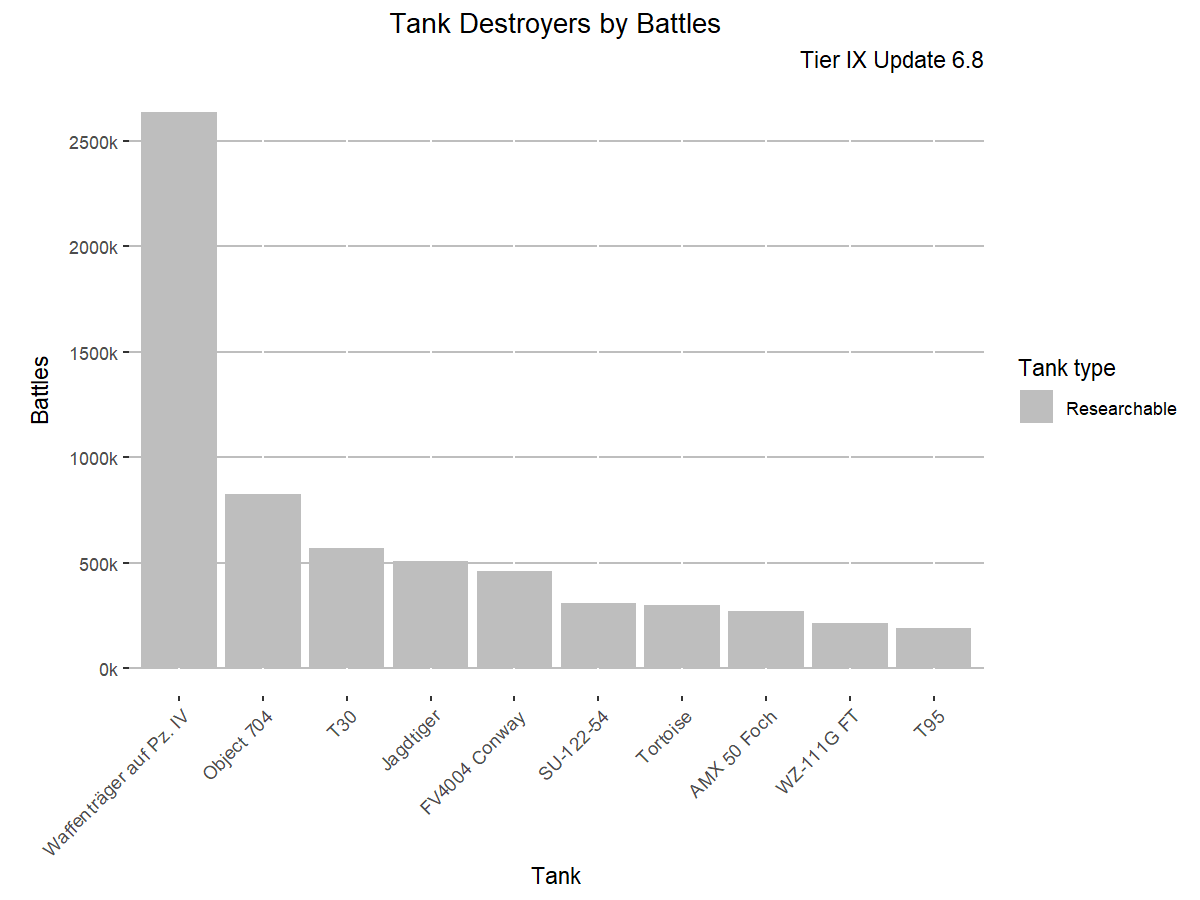 Tank Destroyers by Battles
Tier IX Update 6.8
Battles
2500k
2000k
1500k
1000k
500k
0k
Waffenträger auf Pz. IV
Object 704
T30
Jagdtiger
FV4004 Conway
SU-122-54
Tortoise
AMX 50 Foch
WZ-111G FT
T95
Tank
Tank type
Researchable